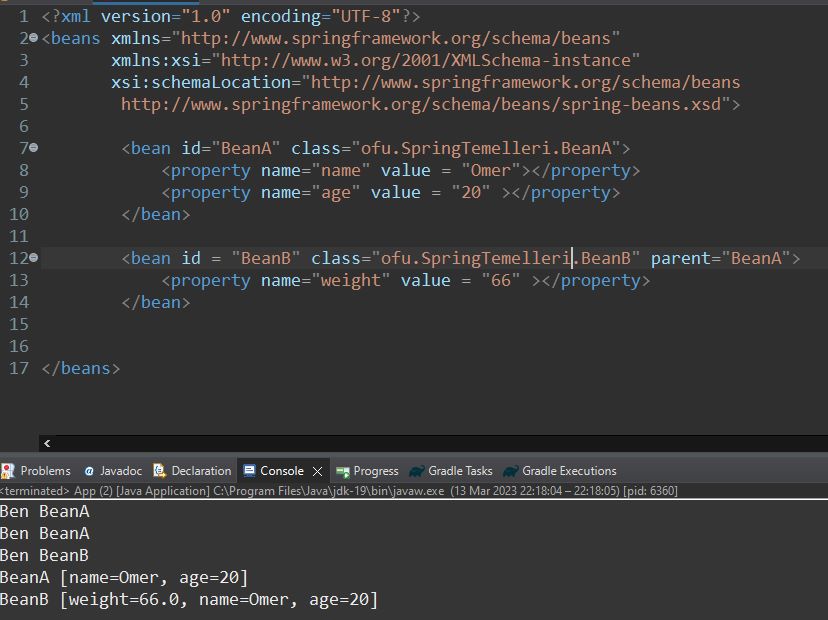 1 <?xml version="1.0" encoding="UTF-8"?>
2 <beans xmlns="http://www.springframework.org/schema/beans"
3 xmlns:xsi="http://www.w3.org/2001/XMLSchema-instance"
4 xsi:schemaLocation="http://www.springframework.org/schema/beans
5 http://www.springframework.org/schema/beans/spring-beans.xsd">
6
7 <bean id="BeanA" class="ofu.SpringTemelleri.BeanA">
8 <property name="name" value = "Omer"></property>
9 <property name="age" value = "20" ></property>
10 </bean>
11
12 <bean id = "BeanB" class="ofu.SpringTemelleri.BeanB" parent="BeanA">
13 <property name="weight" value = "66" ></property>
14 </bean>
15
16
17 </beans>
Problems @ Javadoc Declaration Console Progress Gradle Tasks Gradle Executions
<terminated> App (2) [Java Application] C:\Program Files\Java\jdk-19\bin\javaw.exe (13 Mar 2023 22:18:04 – 22:18:05) [pid: 6360]
Ben BeanA
Ben BeanA
Ben BeanB
BeanA [name=Omer, age=20]
BeanB [weight=66.0, name=Omer, age=20]